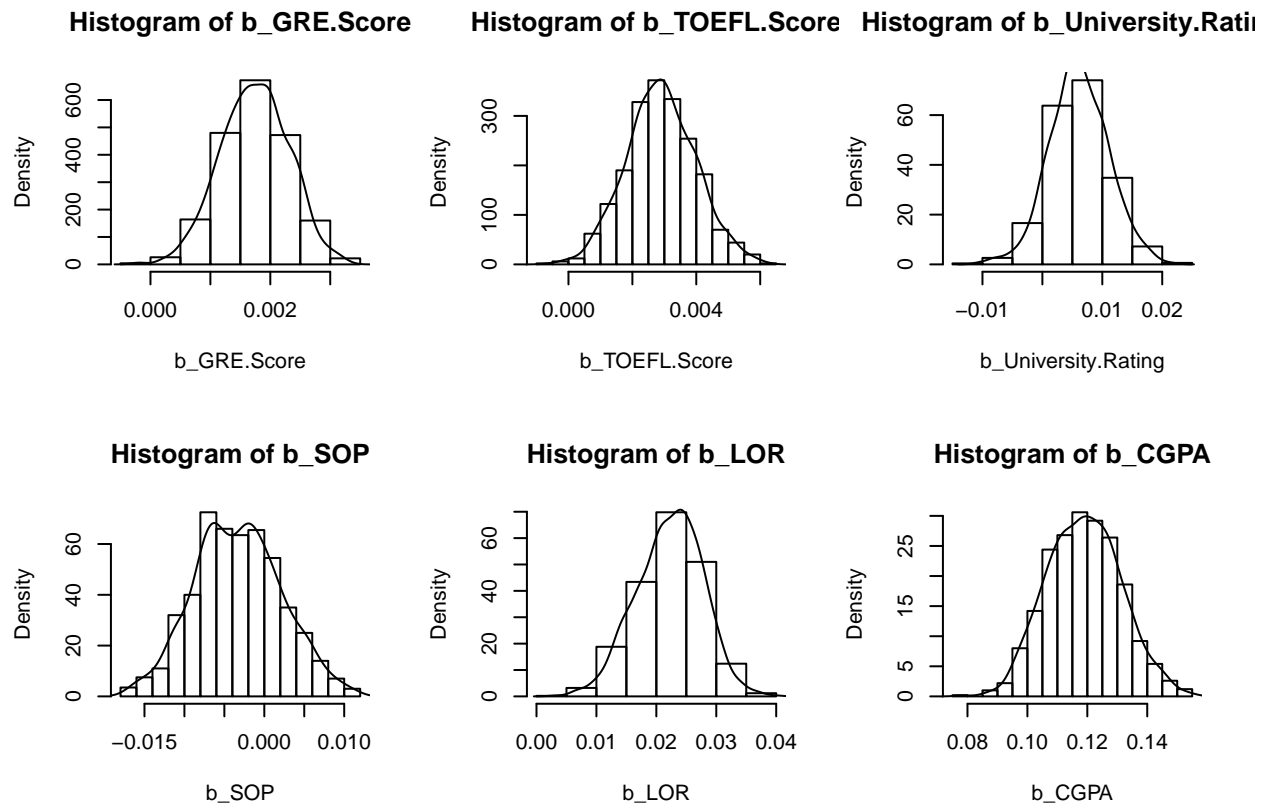 Histogram of b_GRE.Score
Density
0 200 400 600
0.000 0.002
b_GRE.Score
Histogram of b_TOEFL.Score
Density
0 100 300
0.000 0.004
b_TOEFL.Score
Histogram of b_University.Ratin
Density
0 20 40 60
−0.01 0.01 0.02
b_University.Rating
Histogram of b_SOP
Density
0 20 40 60
−0.015 0.000 0.010
b_SOP
Histogram of b_LOR
Density
0 20 40 60
0.00 0.01 0.02 0.03 0.04
b_LOR
Histogram of b_CGPA
Density
5 15 25
0.08 0.10 0.12 0.14
b_CGPA